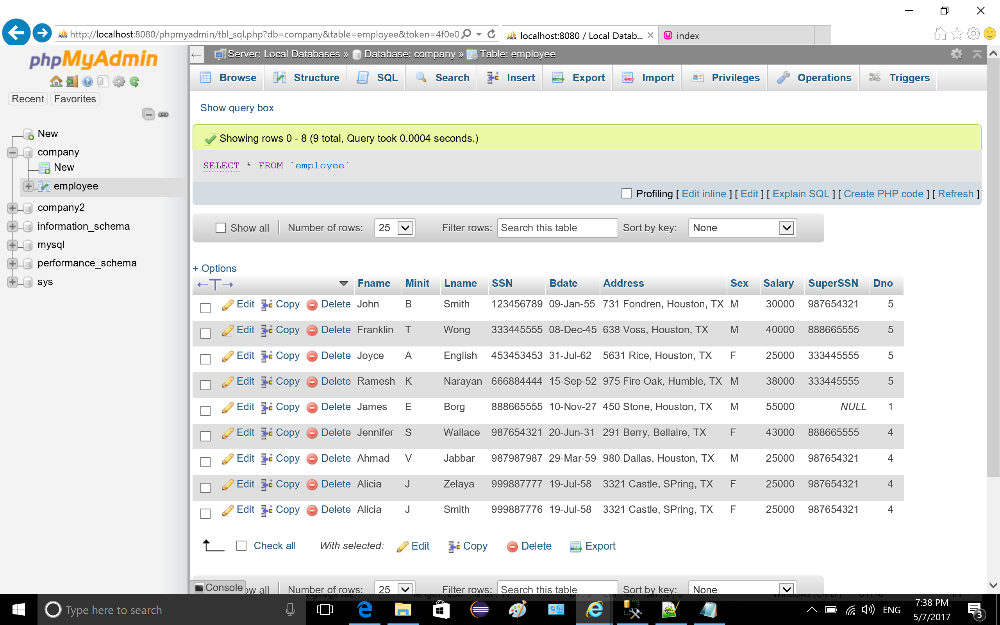 http://localhost:8080/phpmyadmin/tbl_sql.php?db=company&table=employee&token=4f0e0
localhost:8080 / Local Datab...
index
phpMyAdmin
Recent Favorites
New
company
New
employee
company2
information_schema
mysql
performance_schema
sys
Server: Local Databases » Database: company » Table: employee
Browse Structure SQL Search Insert Export Import Privileges Operations Triggers
Show query box
Showing rows 0 - 8 (9 total, Query took 0.0004 seconds.)
SELECT * FROM `employee`
Profiling [ Edit inline ] [ Edit ] [ Explain SQL ] [ Create PHP code ] [ Refresh ]
Show all Number of rows: 25 Filter rows: Search this table Sort by key: None
+ Options
←T→ Fname Minit Lname SSN Bdate Address Sex Salary SuperSSN Dno
Edit Copy Delete John B Smith 123456789 09-Jan-55 731 Fondren, Houston, TX M 30000 987654321 5
Edit Copy Delete Franklin T Wong 333445555 08-Dec-45 638 Voss, Houston, TX M 40000 888665555 5
Edit Copy Delete Joyce A English 453453453 31-Jul-62 5631 Rice, Houston, TX F 25000 333445555 5
Edit Copy Delete Ramesh K Narayan 666884444 15-Sep-52 975 Fire Oak, Humble, TX M 38000 333445555 5
Edit Copy Delete James E Borg 888665555 10-Nov-27 450 Stone, Houston, TX M 55000 NULL 1
Edit Copy Delete Jennifer S Wallace 987654321 20-Jun-31 291 Berry, Bellaire, TX F 43000 888665555 4
Edit Copy Delete Ahmad V Jabbar 987987987 29-Mar-59 980 Dallas, Houston, TX M 25000 987654321 4
Edit Copy Delete Alicia J Zelaya 999887777 19-Jul-58 3321 Castle, SPring, TX F 25000 987654321 4
Edit Copy Delete Alicia J Smith 999887776 19-Jul-58 3321 Castle, SPring, TX F 25000 987654321 4
Check all With selected: Edit Copy Delete Export
Console ow all Number of rows: 25 Filter rows: Search this table Sort by key: None
Type here to search
ENG
7:38 PM
5/7/2017
3